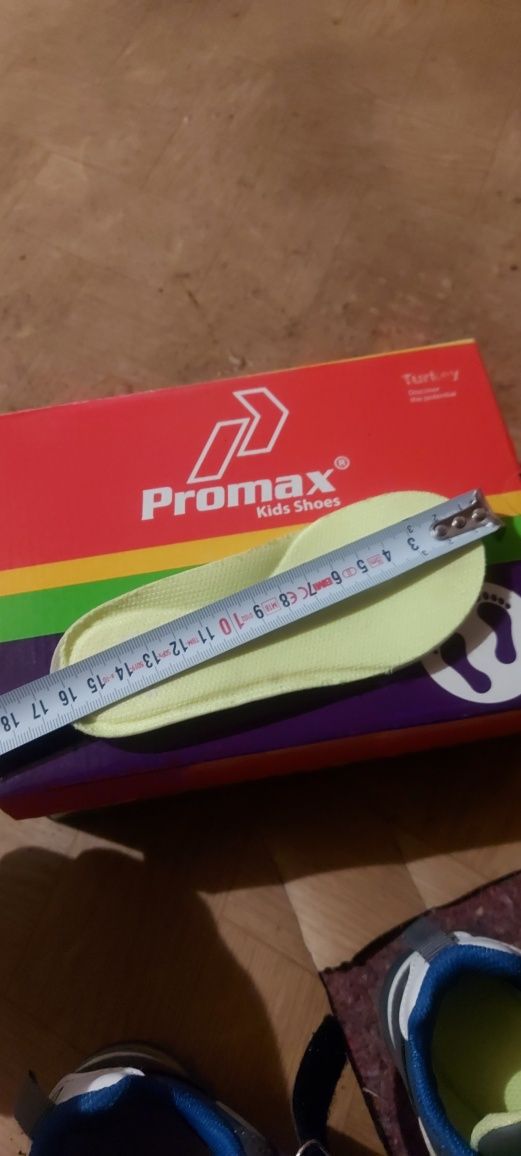 Turkey
Discover
the potential
Promax®
Kids Shoes
18 17 16 15 14 13 12 11 10 9 8 7 6 5 4 3